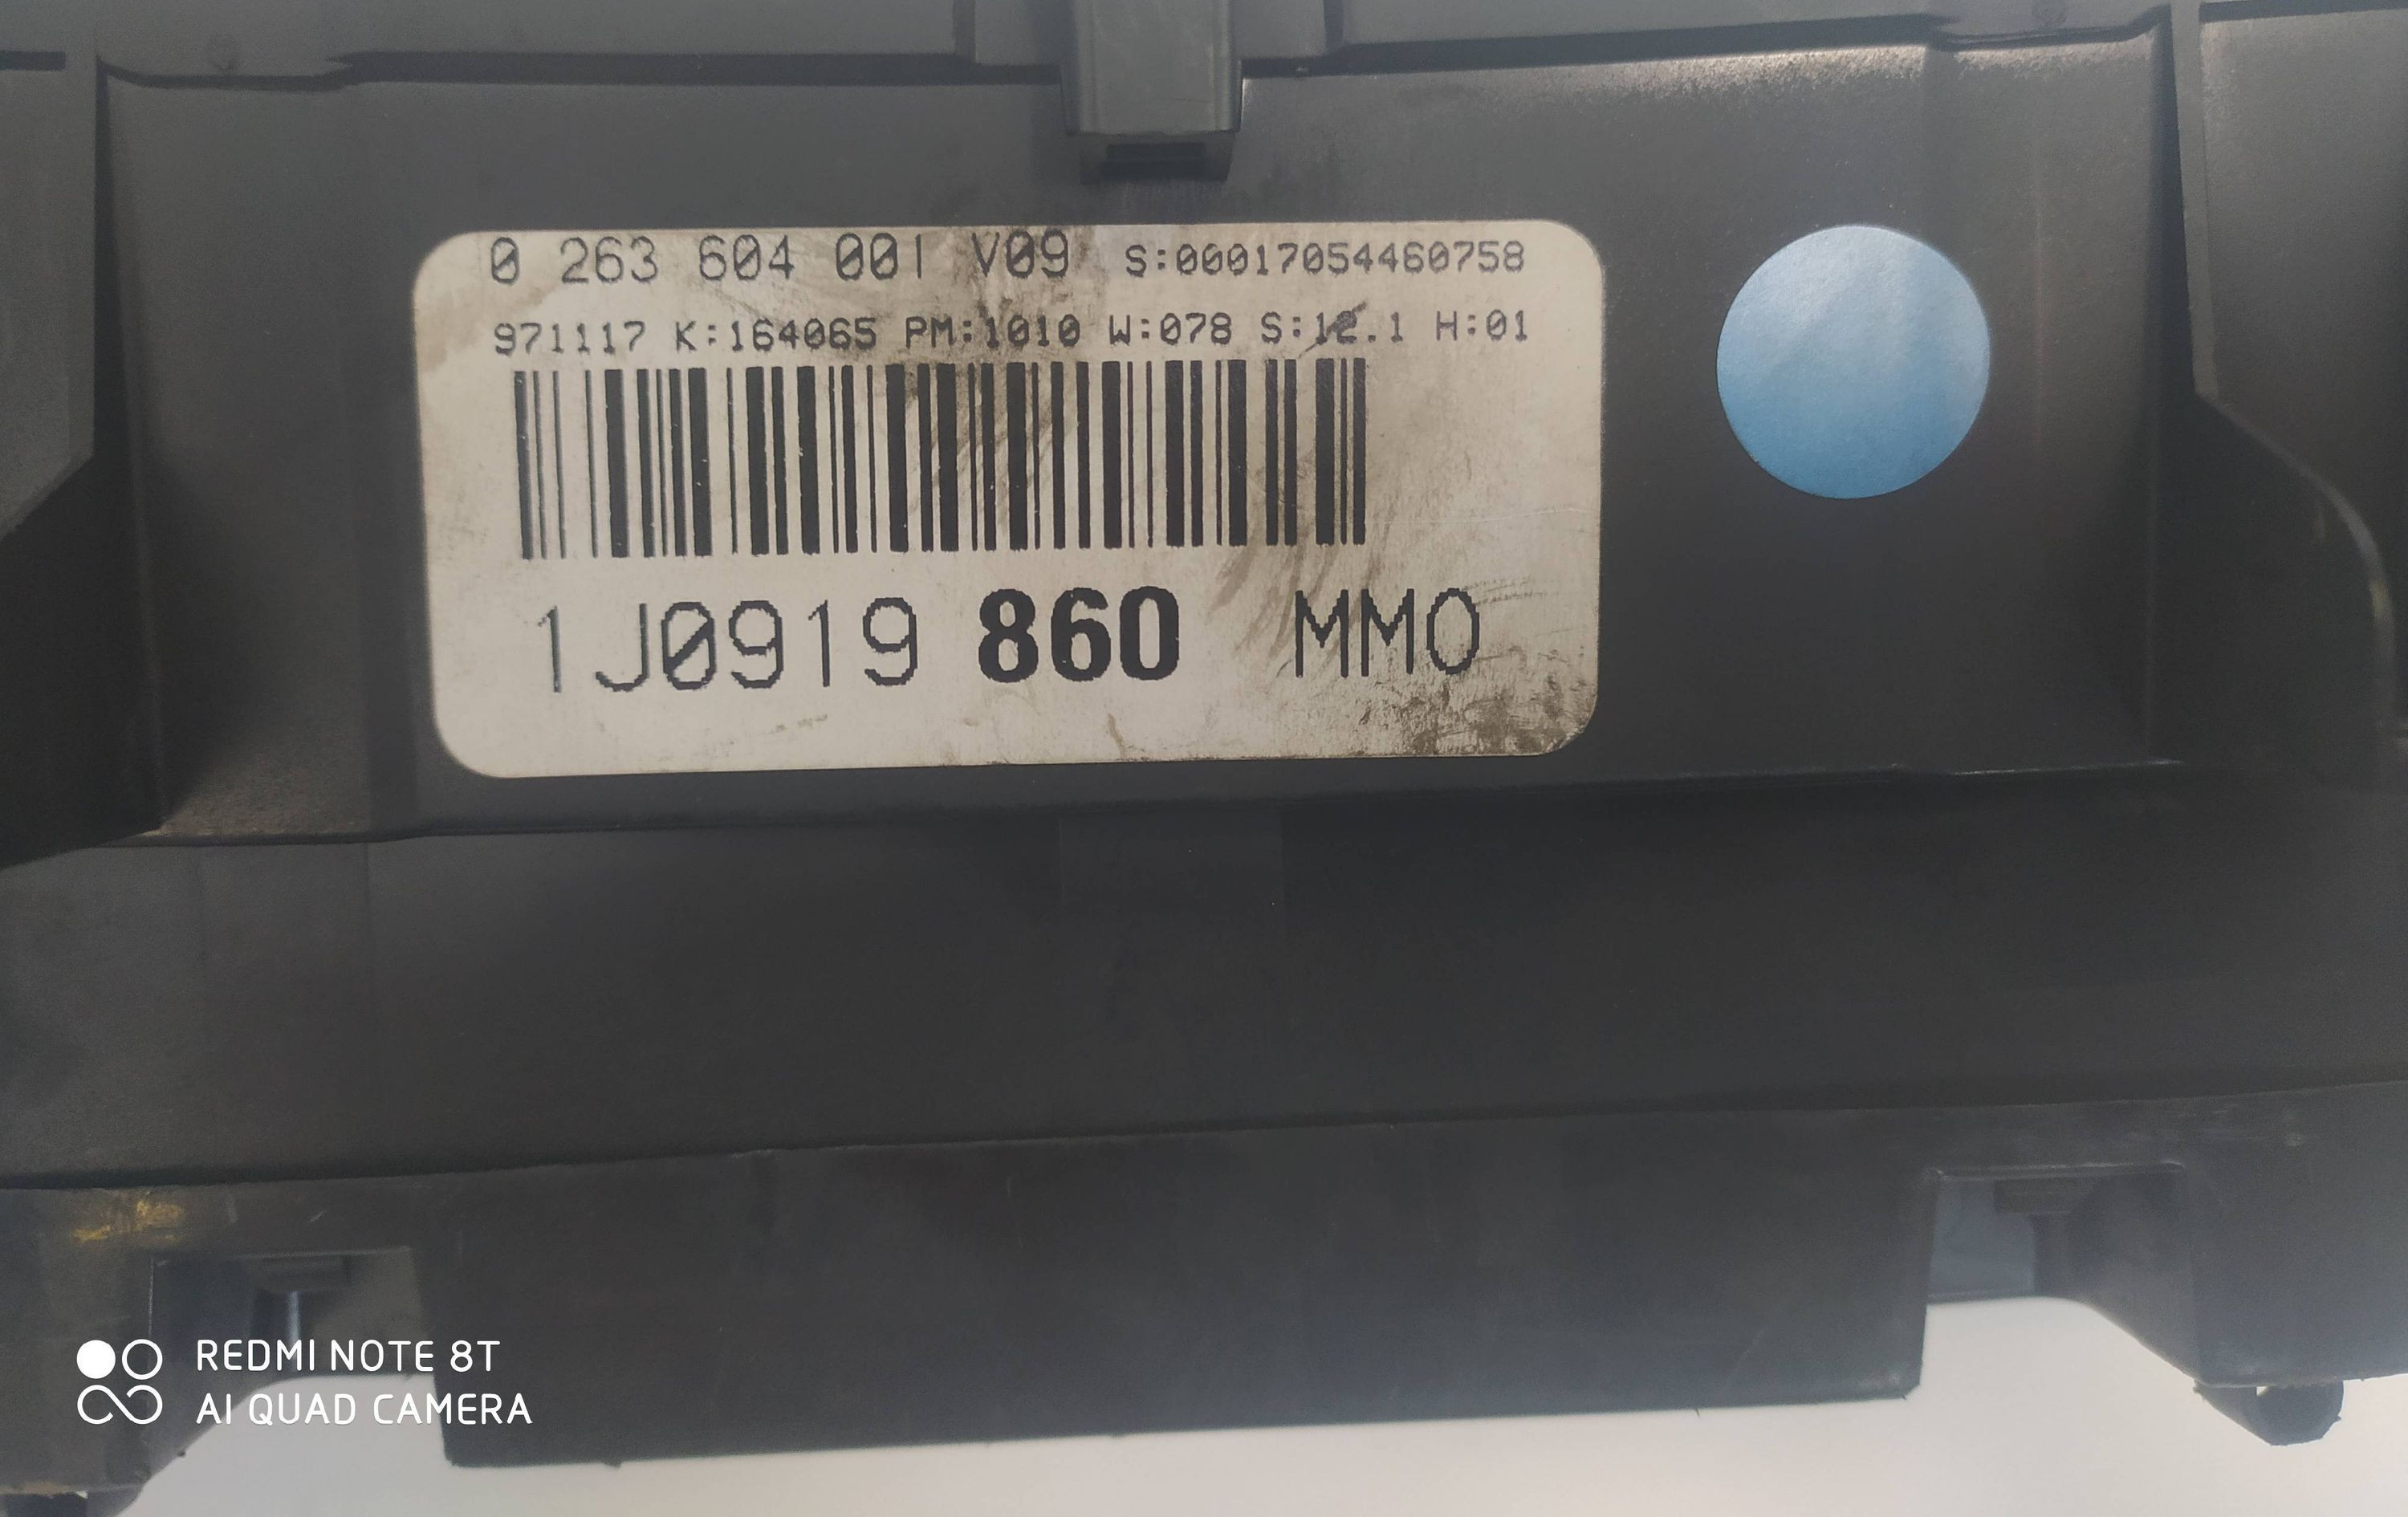 0 263 604 001 V09 S:00017054460758
971117 K:164065 PM:1010 W:078 S:12.1 H:01
1J0919 860 MMO
REDMI NOTE 8T
AI QUAD CAMERA